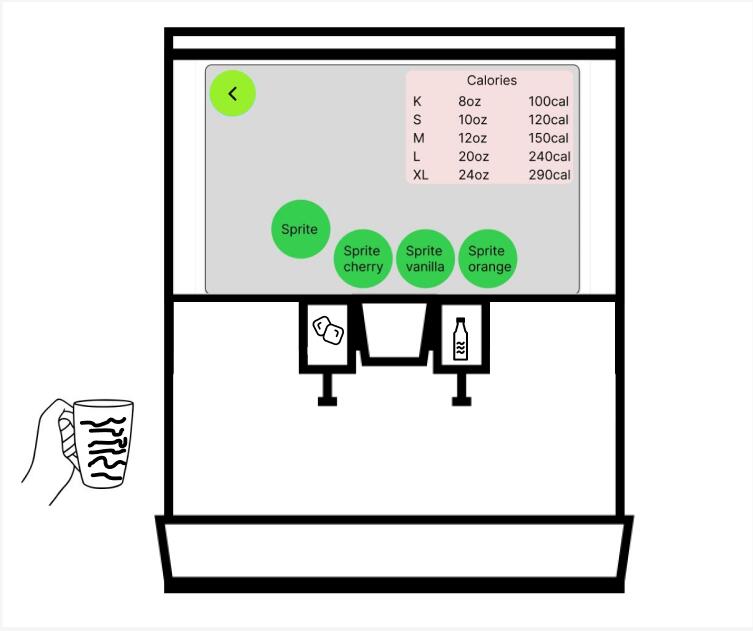 Calories
K 8oz 100cal
S 10oz 120cal
M 12oz 150cal
L 20oz 240cal
XL 24oz 290cal
Sprite
Sprite
cherry
Sprite
vanilla
Sprite
orange